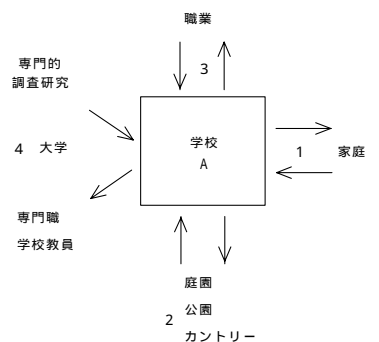 職業
3
専門的
調査研究
学校
A
4 大学
1 家庭
専門職
学校教員
庭園
公園
2
カントリー